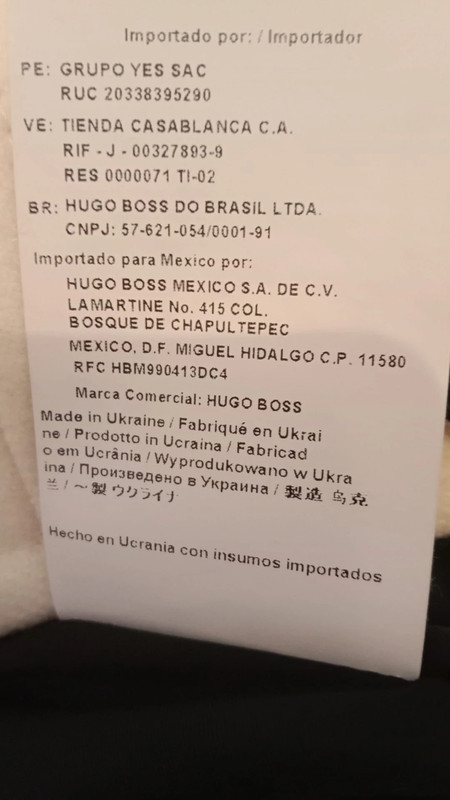 Importado por: / Importador
PE: GRUPO YES SAC
RUC 20338395290
VE: TIENDA CASABLANCA C.A.
RIF - J - 00327893-9
RES 0000071 TI-02
BR: HUGO BOSS DO BRASIL LTDA.
CNPJ: 57-621-054/0001-91
Importado para Mexico por:
HUGO BOSS MEXICO S.A. DE C.V.
LAMARTINE No. 415 COL.
BOSQUE DE CHAPULTEPEC
MEXICO, D.F. MIGUEL HIDALGO C.P. 11580
RFC HBM990413DC4
Marca Comercial: HUGO BOSS
Made in Ukraine / Fabriqué en Ukrai
ne / Prodotto in Ucraina / Fabricad
o em Ucrânia / Wyprodukowano w Ukra
ina / Произведено в Украина / 製造 乌克
兰 / ～製 ウクライナ
Hecho en Ucrania con insumos importados